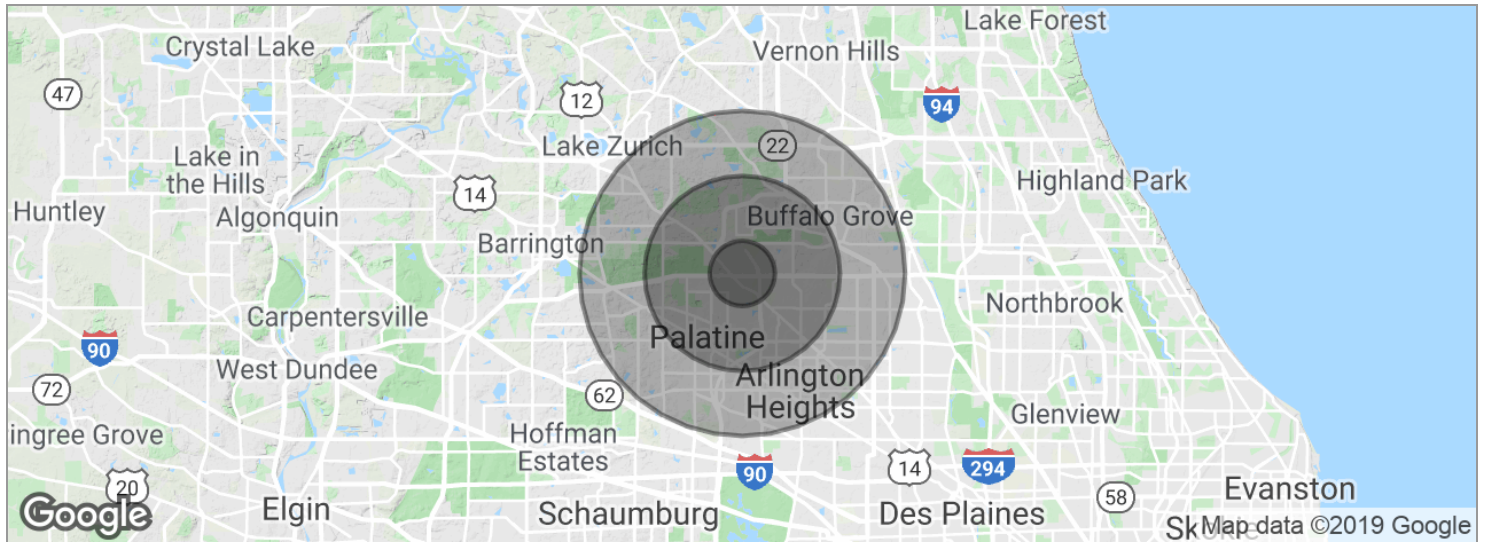 Lake Forest
Crystal Lake
Vernon Hills
47
12
94
Lake Zurich
22
Lake in
the Hills
14
Highland Park
Huntley
Algonquin
Buffalo Grove
Barrington
Northbrook
Carpentersville
Palatine
90
West Dundee
Arlington
Heights
72
62
Glenview
ingree Grove
Hoffman
Estates
90
14
294
20
58
Evanston
Google
Elgin
Schaumburg
Des Plaines
Map data ©2019 Google